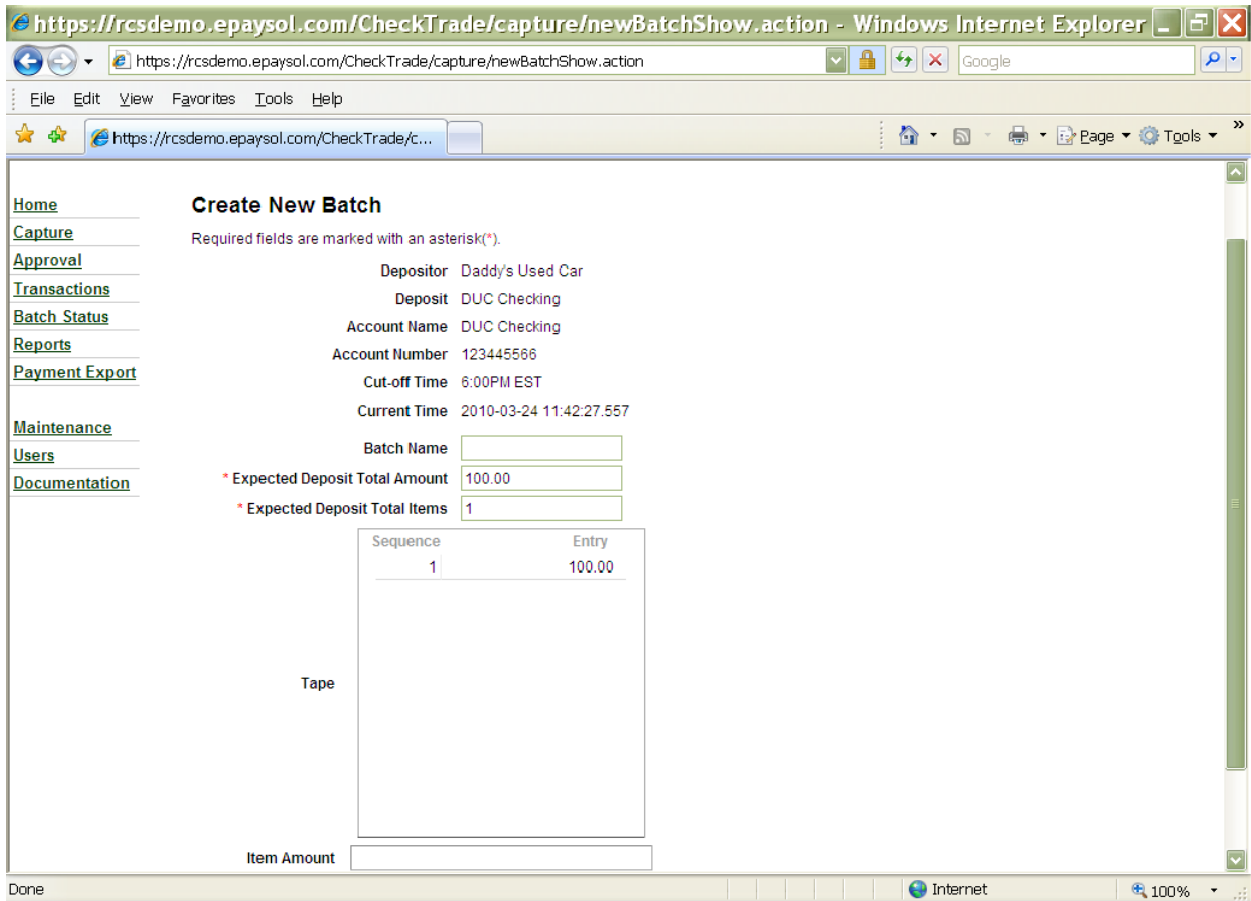 https://rcsdemo.epaysol.com/CheckTrade/capture/newBatchShow.action - Windows Internet Explorer
https://rcsdemo.epaysol.com/CheckTrade/capture/newBatchShow.action Google
File Edit View Favorites Tools Help
https://rcsdemo.epaysol.com/CheckTrade/c... Page Tools »
Home
Capture
Approval
Transactions
Batch Status
Reports
Payment Export
Maintenance
Users
Documentation
Create New Batch
Required fields are marked with an asterisk(*).
Depositor Daddy's Used Car
Deposit DUC Checking
Account Name DUC Checking
Account Number 123445566
Cut-off Time 6:00PM EST
Current Time 2010-03-24 11:42:27.557
Batch Name
* Expected Deposit Total Amount 100.00
* Expected Deposit Total Items 1
Sequence Entry
1 100.00
Tape
Item Amount
Done Internet 100%